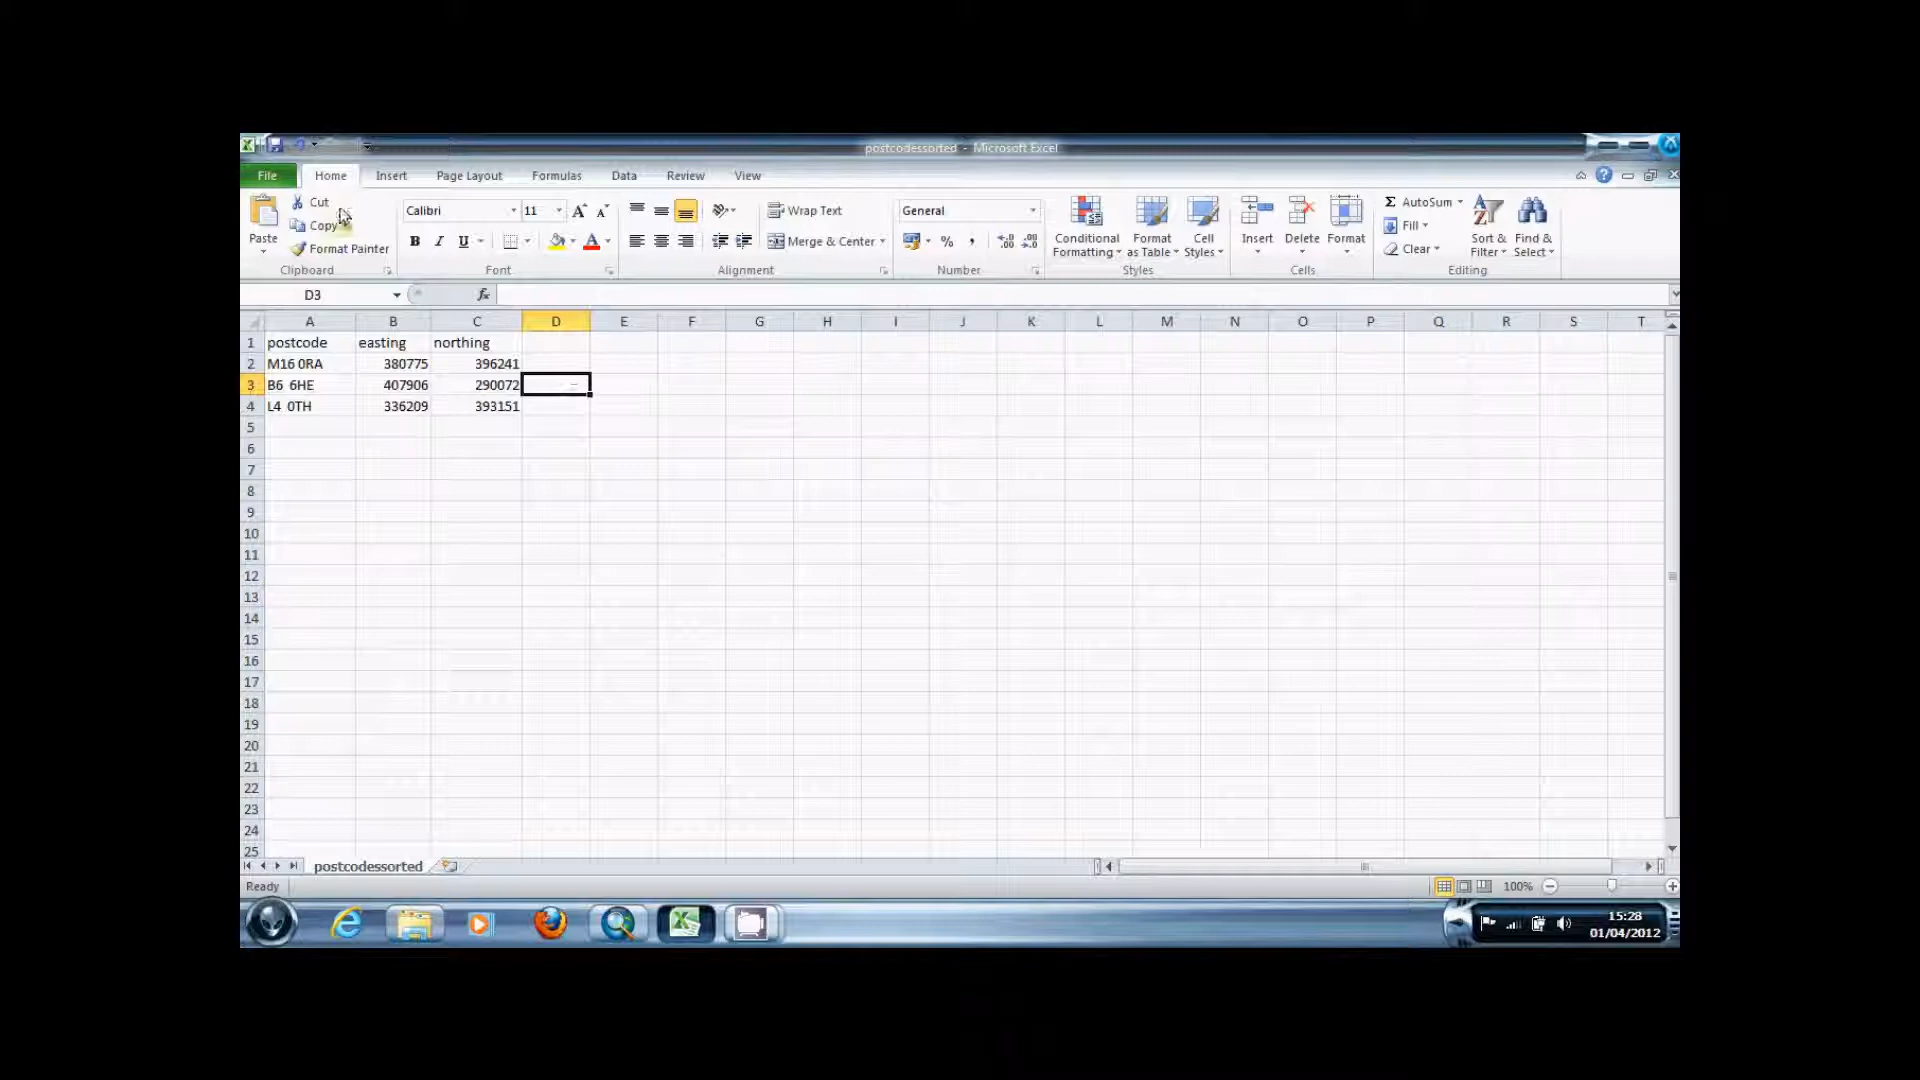 postcodessorted - Microsoft Excel
File Home Insert Page Layout Formulas Data Review View
Cut
Copy
Format Painter
Paste
Clipboard
Calibri 11
B I U
Font
Wrap Text
Merge & Center
Alignment
General
%
Number
Conditional Formatting
Format as Table
Cell Styles
Styles
Insert Delete Format
Cells
Σ AutoSum
Fill
Clear
Sort & Filter
Find & Select
Editing
D3 fx
A B C D E F G H I J K L M N O P Q R S T
1 postcode easting northing
2 M16 0RA 380775 396241
3 B6 6HE 407906 290072
4 L4 0TH 336209 393151
5
6
7
8
9
10
11
12
13
14
15
16
17
18
19
20
21
22
23
24
25
postcodessorted
Ready 100%
15:28
01/04/2012